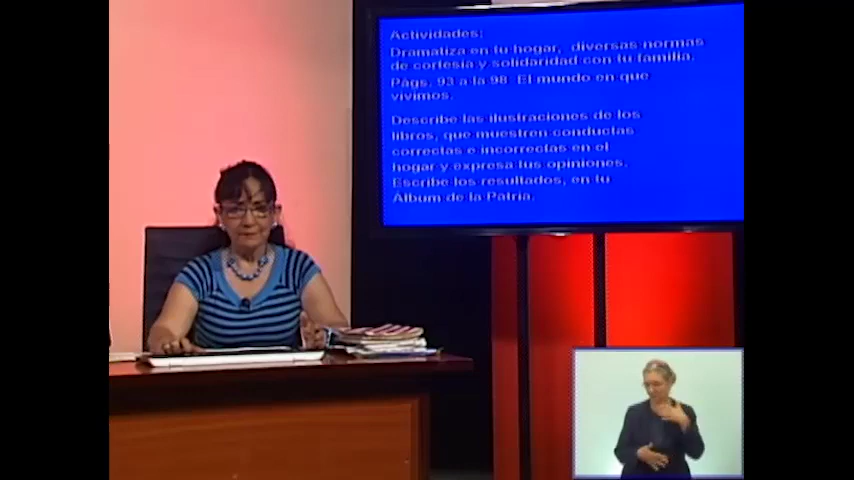 Actividades:
Dramatiza en tu hogar, diversas normas
de cortesía y solidaridad con tu familia.
Págs. 93 a la 98 El mundo en que
vivimos.
Describe las ilustraciones de los
libros, que muestren conductas
correctas e incorrectas en el
hogar y expresa tus opiniones.
Escribe los resultados, en tu
Álbum de la Patria.